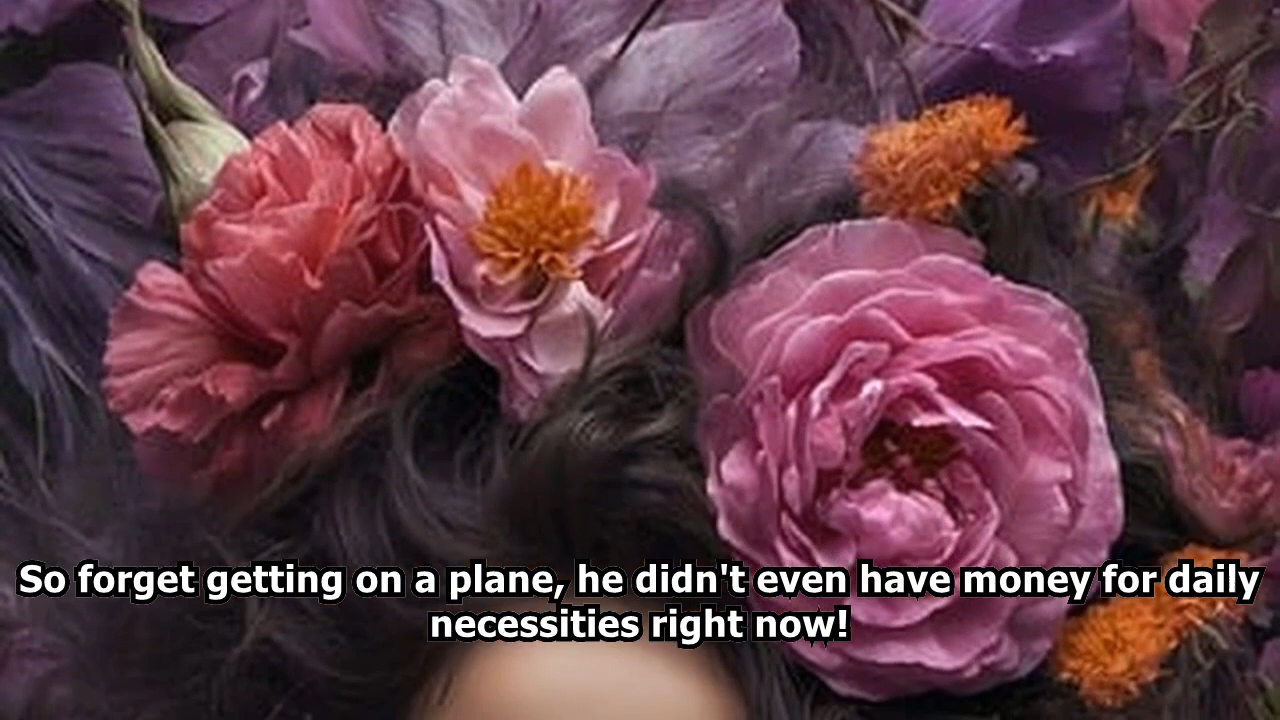 So forget getting on a plane, he didn't even have money for daily
necessities right now!